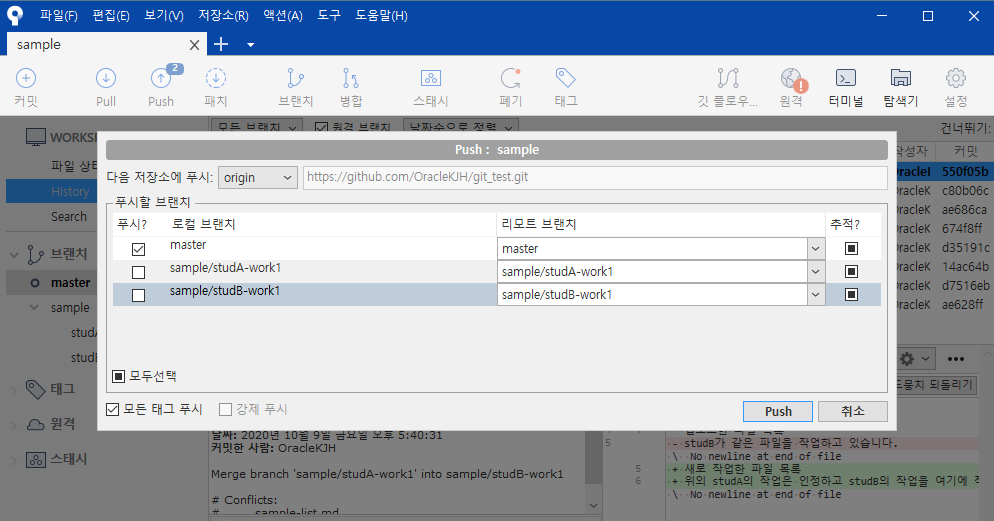 파일(F) 편집(E) 보기(V) 저장소(R) 액션(A) 도구 도움말(H)
sample
2
커밋 Pull Push 패치 브랜치 병합 스태시 폐기 태그 깃 플로우... 원격 터미널 탐색기 설정
모든 브랜치 원격 브랜치 날짜순으로 정렬 건너뛰기:
WORKSP
파일 상태
History
Search
브랜치
master
sample
studA
studB
태그
원격
스태시
Push : sample
다음 저장소에 푸시: origin https://github.com/OracleKJH/git_test.git
푸시할 브랜치
푸시? 로컬 브랜치 리모트 브랜치 추적?
master master
sample/studA-work1 sample/studA-work1
sample/studB-work1 sample/studB-work1
모두선택
모든 태그 푸시 강제 푸시
Push 취소
작성자 커밋
OracleK 550f05b
OracleK c80b06c
OracleK ae686ca
OracleK 674f8ff
OracleK d35191c
OracleK 14ac64b
OracleK d7516eb
OracleK ae628ff
드뭉치 되돌리기
날짜: 2020년 10월 9일 금요일 오후 5:40:31
커밋한 사람: OracleKJH
Merge branch 'sample/studA-work1' into sample/studB-work1
# Conflicts:
# sample-list.md
5 - studB가 같은 파일을 작업하고 있습니다.
\ No newline at end of file
5 + 새로 작업한 파일 목록
6 + 위의 studA의 작업은 인정하고 studB의 작업을 여기에
\ No newline at end of file